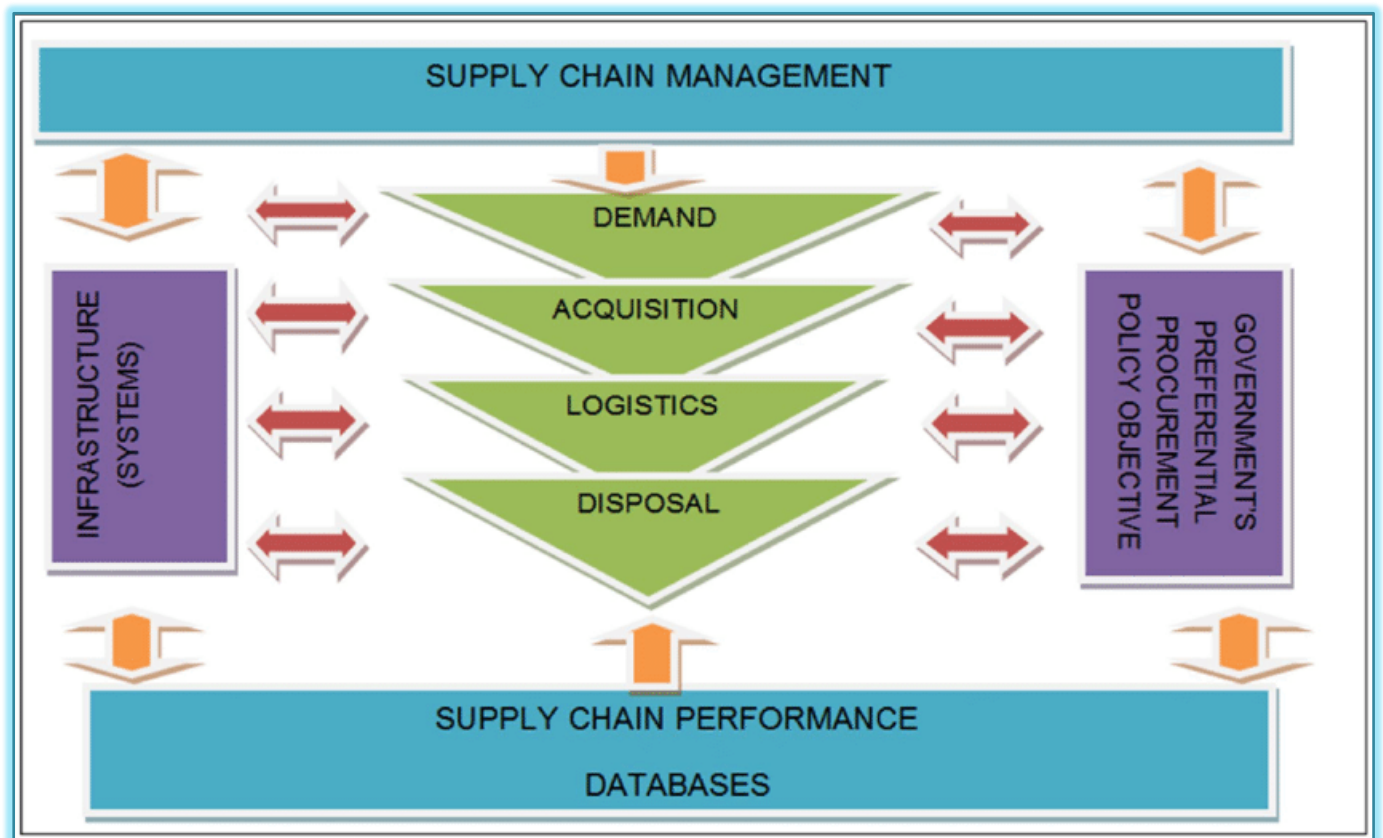 SUPPLY CHAIN MANAGEMENT
DEMAND
ACQUISITION
LOGISTICS
DISPOSAL
INFRASTRUCTURE
(SYSTEMS)
GOVERNMENT'S
PREFERENTIAL
PROCUREMENT
POLICY OBJECTIVE
SUPPLY CHAIN PERFORMANCE
DATABASES